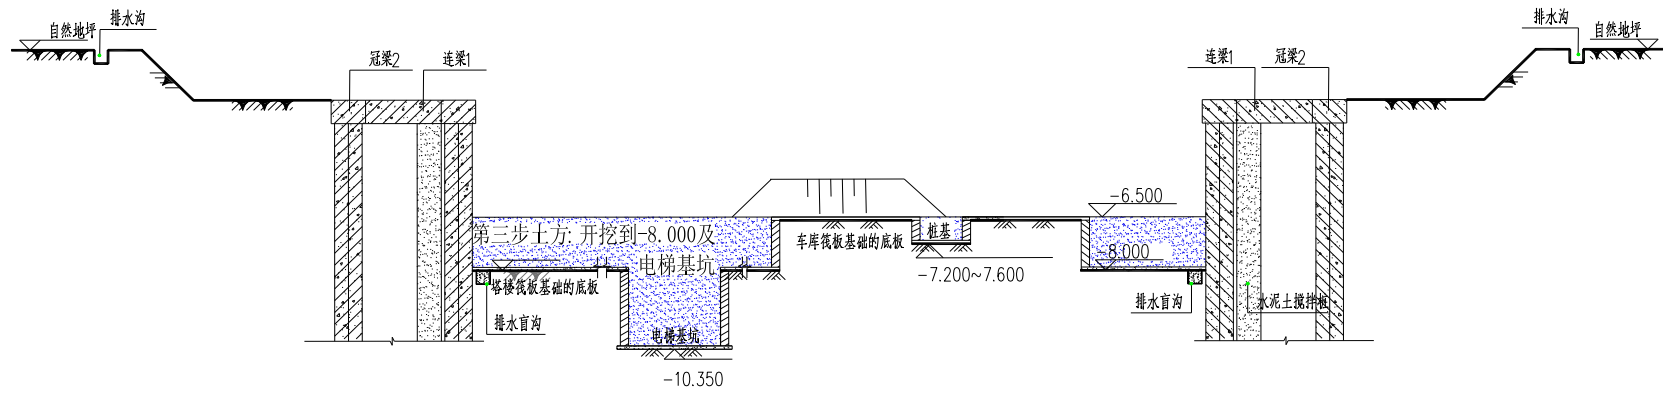 自然地坪
排水沟
冠梁2
连梁1
连梁1
冠梁2
排水沟
自然地坪
-6.500
第三步土方:开挖到-8.000及
电梯基坑
车库筏板基础的底板
桩基
-8.000
-7.200~7.600
塔楼筏板基础的底板
排水盲沟
电梯基坑
-10.350
排水盲沟
水泥土搅拌桩